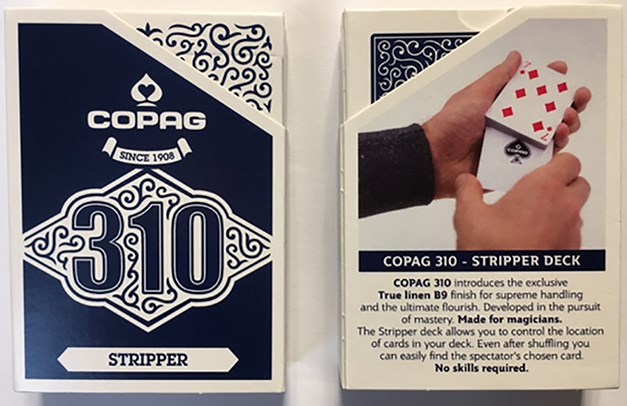 COPAG
SINCE 1908
310
STRIPPER
7
COPAG
7
COPAG 310 - STRIPPER DECK
COPAG 310 introduces the exclusive
True linen B9 finish for supreme handling
and the ultimate flourish. Developed in the pursuit
of mastery. Made for magicians.
The Stripper deck allows you to control the location
of cards in your deck. Even after shuffling you
can easily find the spectator's chosen card.
No skills required.